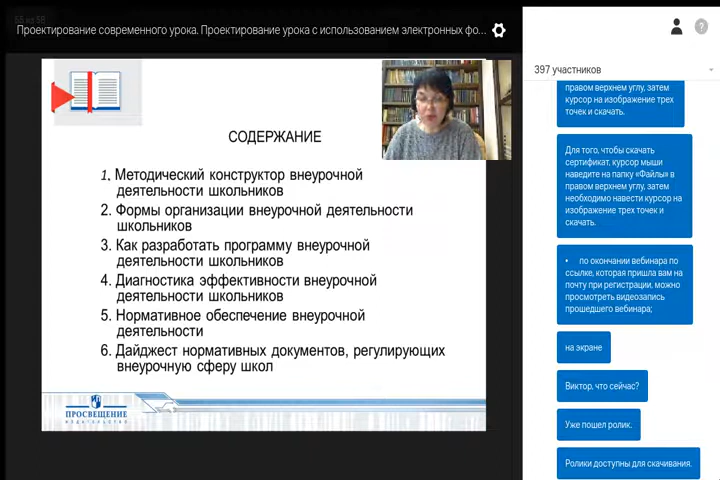 55 из 58
Проектирование современного урока. Проектирование урока с использованием электронных фо...
СОДЕРЖАНИЕ
1. Методический конструктор внеурочной
деятельности школьников
2. Формы организации внеурочной деятельности
школьников
3. Как разработать программу внеурочной
деятельности школьников
4. Диагностика эффективности внеурочной
деятельности школьников
5. Нормативное обеспечение внеурочной
деятельности
6. Дайджест нормативных документов, регулирующих
внеурочную сферу школ
ПРОСВЕЩЕНИЕ
ИЗДАТЕЛЬСТВО
?
397 участников
правом верхнем углу, затем
курсор на изображение трех
точек и скачать.
Для того, чтобы скачать
сертификат, курсор мыши
наведите на папку «Файлы» в
правом верхнем углу, затем
необходимо навести курсор на
изображение трех точек и
скачать.
• по окончании вебинара по
ссылке, которая пришла вам на
почту при регистрации, можно
просмотреть видеозапись
прошедшего вебинара;
на экране
Виктор, что сейчас?
Уже пошел ролик.
Ролики доступны для скачивания.